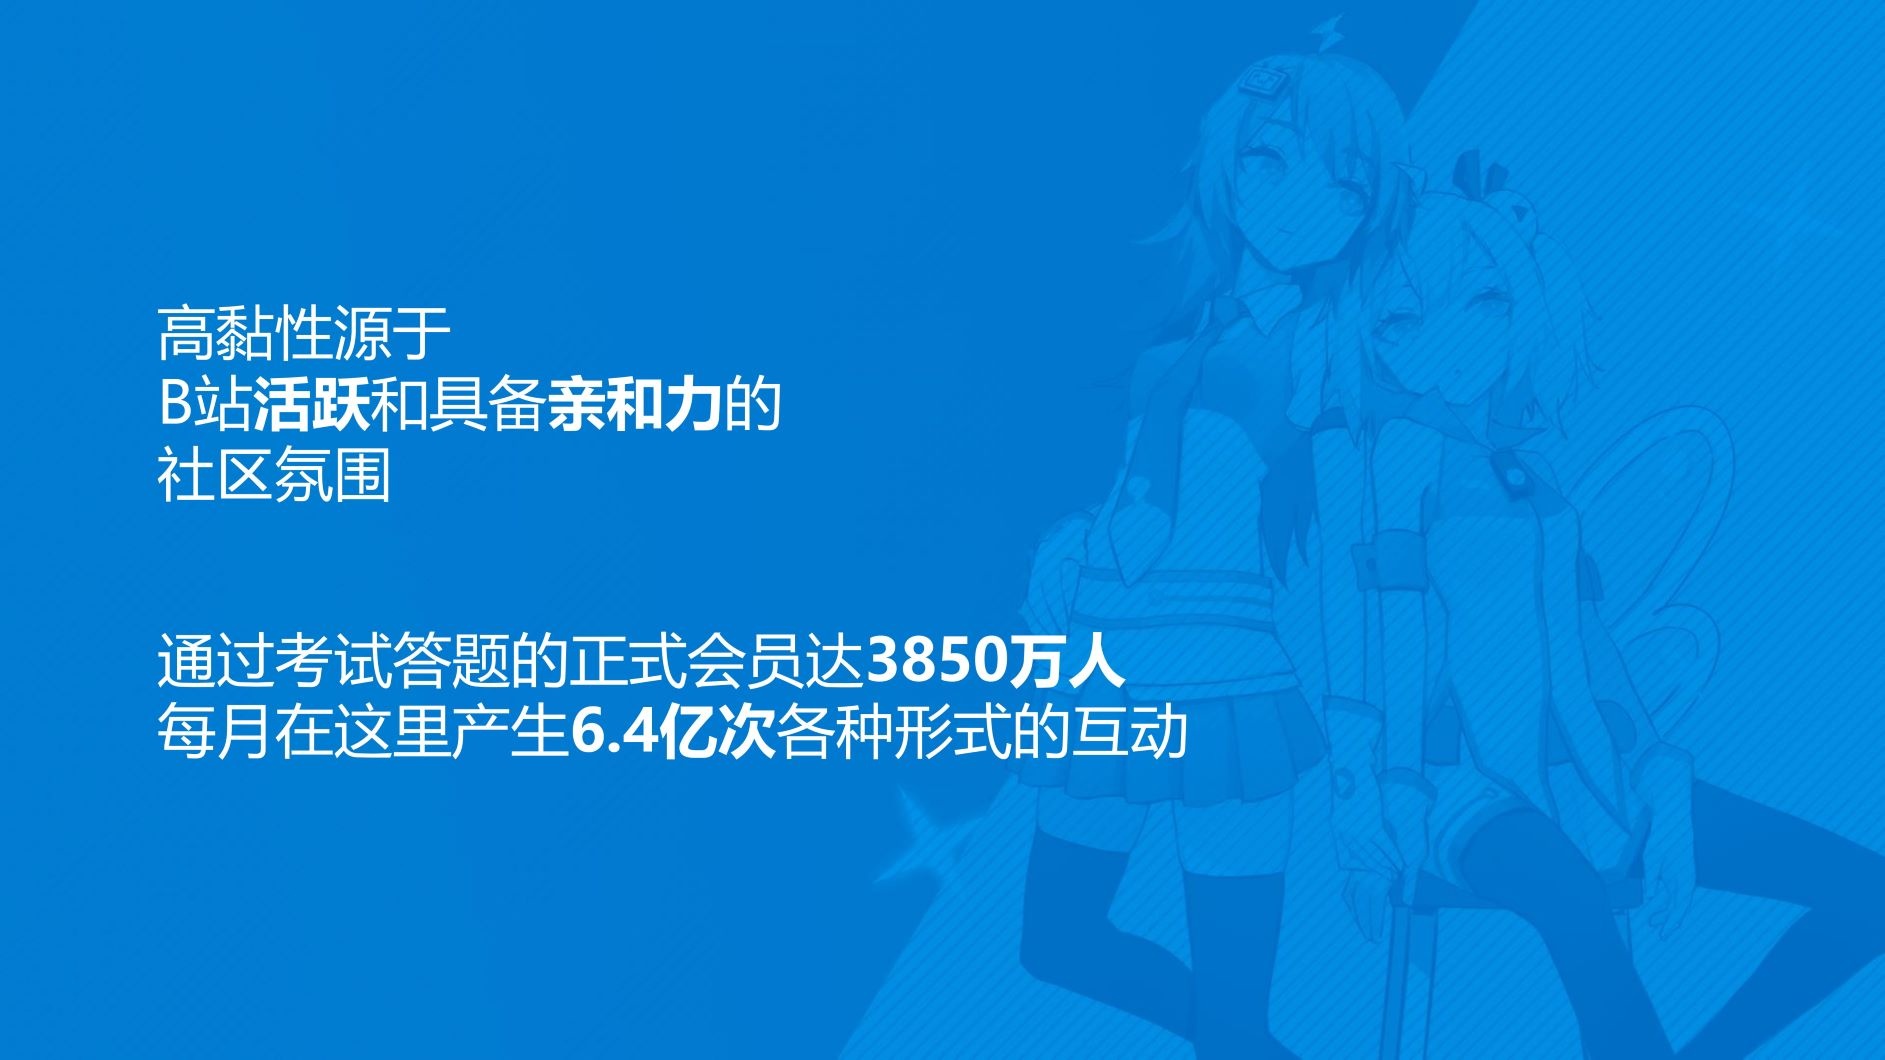 高黏性源于
B站活跃和具备亲和力的
社区氛围
通过考试答题的正式会员达3850万人
每月在这里产生6.4亿次各种形式的互动